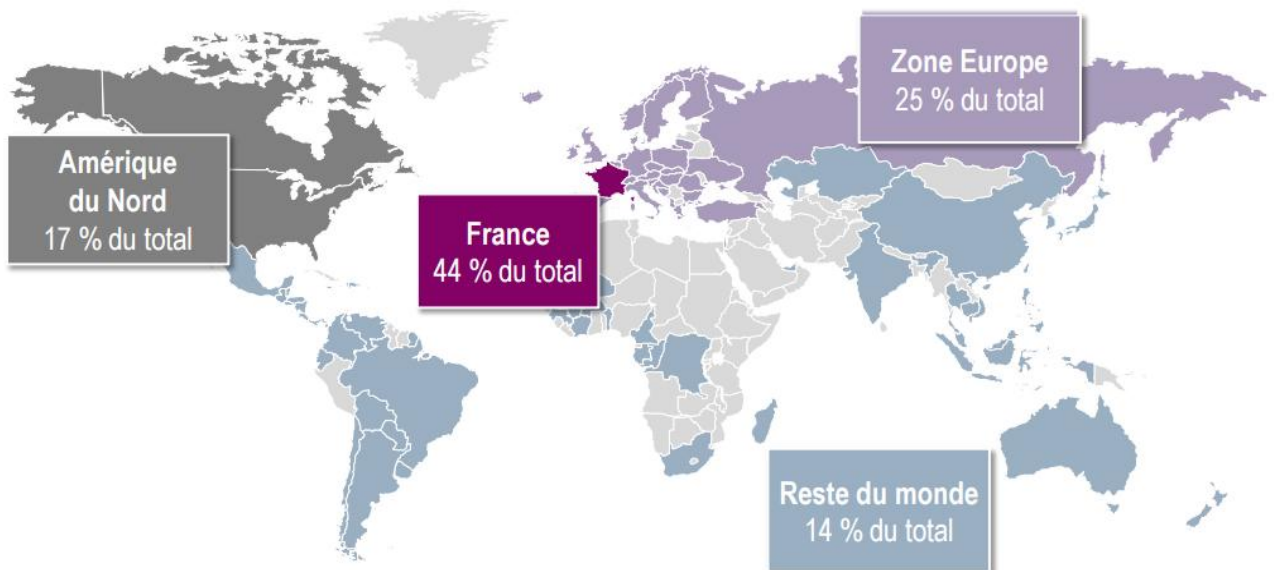 Zone Europe
25 % du total
Amérique
du Nord
17 % du total
France
44 % du total
Reste du monde
14 % du total